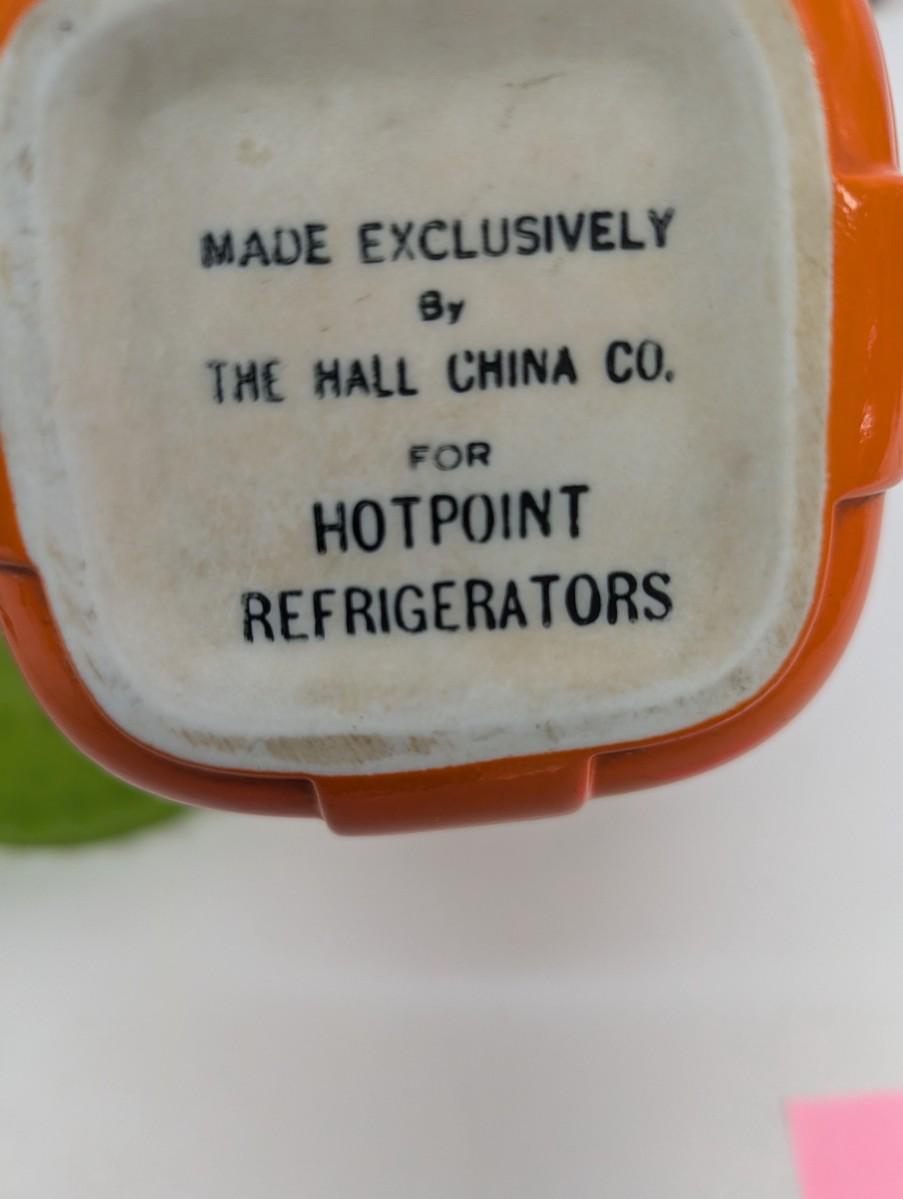 MADE EXCLUSIVELY
By
THE HALL CHINA CO.
FOR
HOTPOINT
REFRIGERATORS